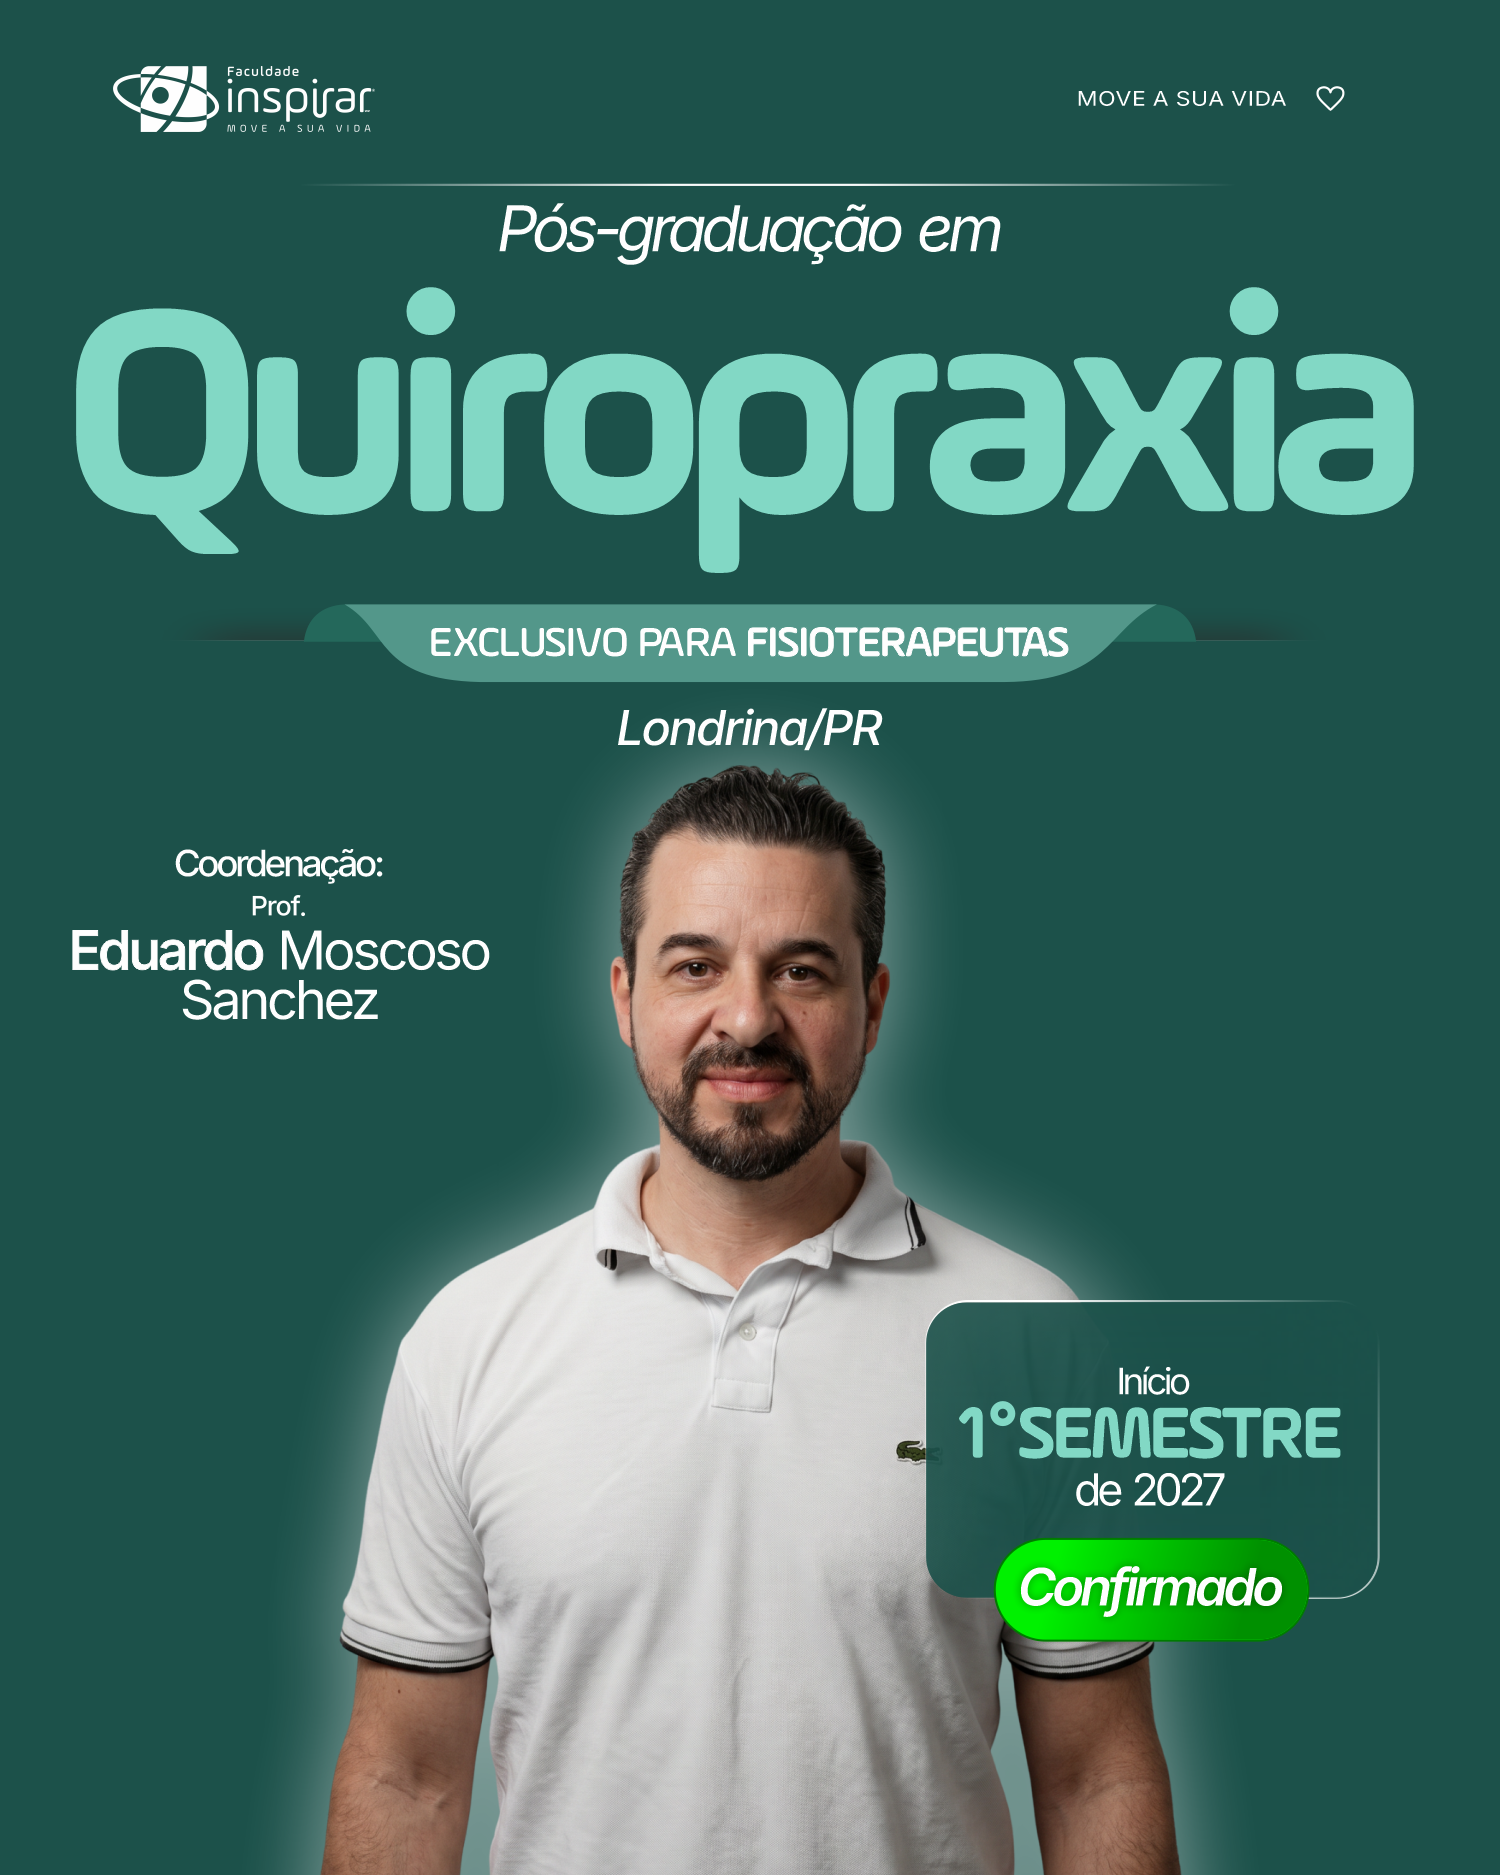 Faculdade
inspirar
MOVE A SUA VIDA
MOVE A SUA VIDA
Pós-graduação em
Quiropraxia
EXCLUSIVO PARA FISIOTERAPEUTAS
Londrina/PR
Coordenação:
Prof.
Eduardo Moscoso
Sanchez
Início
1°SEMESTRE
de 2027
Confirmado